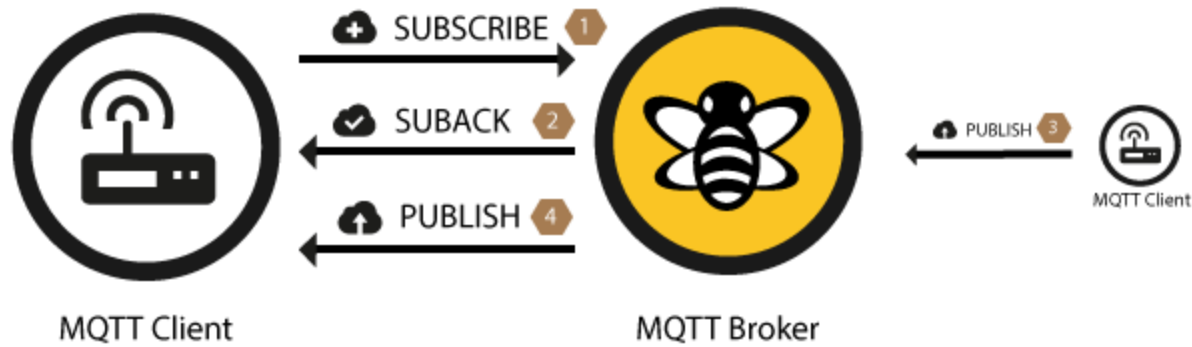 SUBSCRIBE 1
SUBACK 2
PUBLISH 3
PUBLISH 4
MQTT Client
MQTT Client
MQTT Broker